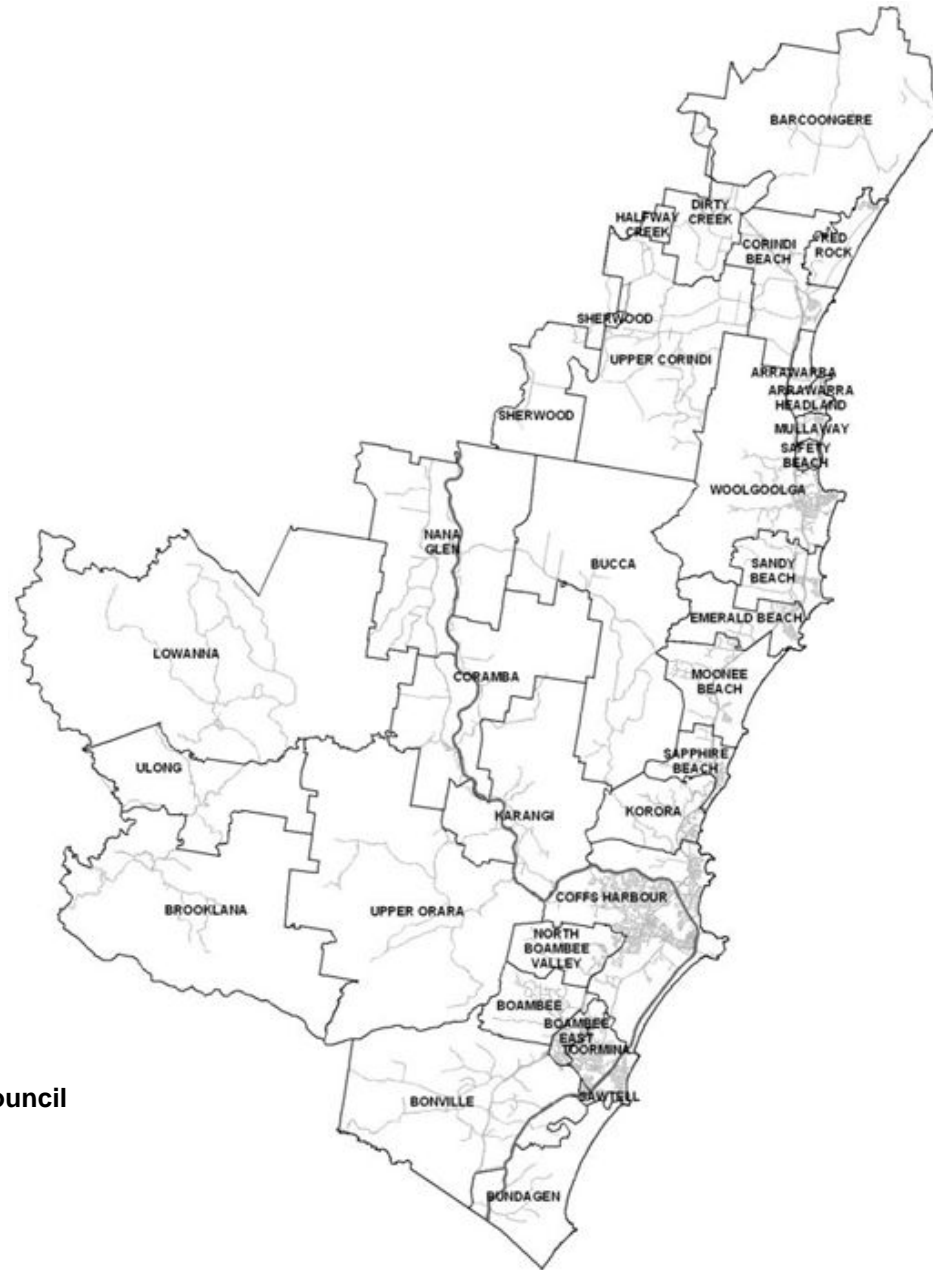 BARCOONGERE
DIRTY
CREEK
HALFWAY
CREEK
CORINDI
BEACH
RED
ROCK
SHERWOOD
UPPER CORINDI
ARRAWARRA
ARRAWARRA
HEADLAND
SHERWOOD
MULLAWAY
SAFETY
BEACH
WOOLGOOLGA
NANA
GLEN
BUCCA
SANDY
BEACH
EMERALD BEACH
LOWANNA
CORAMBA
MOONEE
BEACH
ULONG
SAPPHIRE
BEACH
KORORA
KARANGI
BROOKLANA
UPPER ORARA
COFFS HARBOUR
NORTH
BOAMBEE
VALLEY
BOAMBEE
BOAMBEE
EAST
TOORMINA
ouncil
BONVILLE
SAWTELL
BUNDAGEN